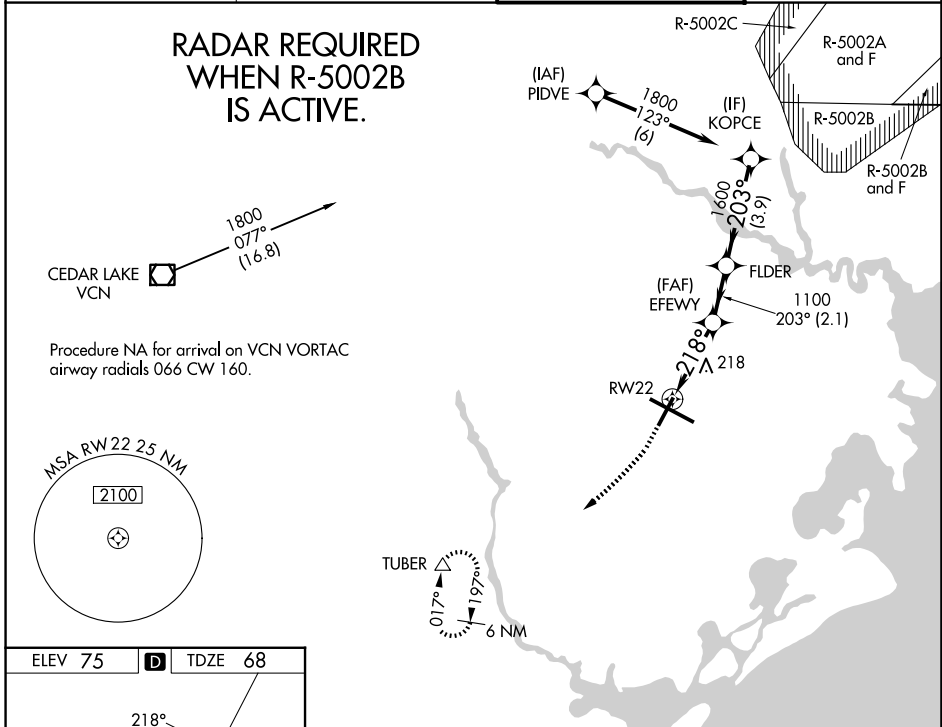 RADAR REQUIRED
WHEN R-5002B
IS ACTIVE.
R-5002C
R-5002A
and F
R-5002B
R-5002B
and F
(IAF)
PIDVE
1800
123°
(6)
(IF)
KOPCE
1600
203°
(3.9)
1800
077°
(16.8)
CEDAR LAKE
VCN
FLDER
(FAF)
EFEWY
1100
203° (2.1)
Procedure NA for arrival on VCN VORTAC
airway radials 066 CW 160.
218°
218
RW22
MSA RW22 25 NM
2100
TUBER
017°
197°
6 NM
ELEV 75 D TDZE 68
218°